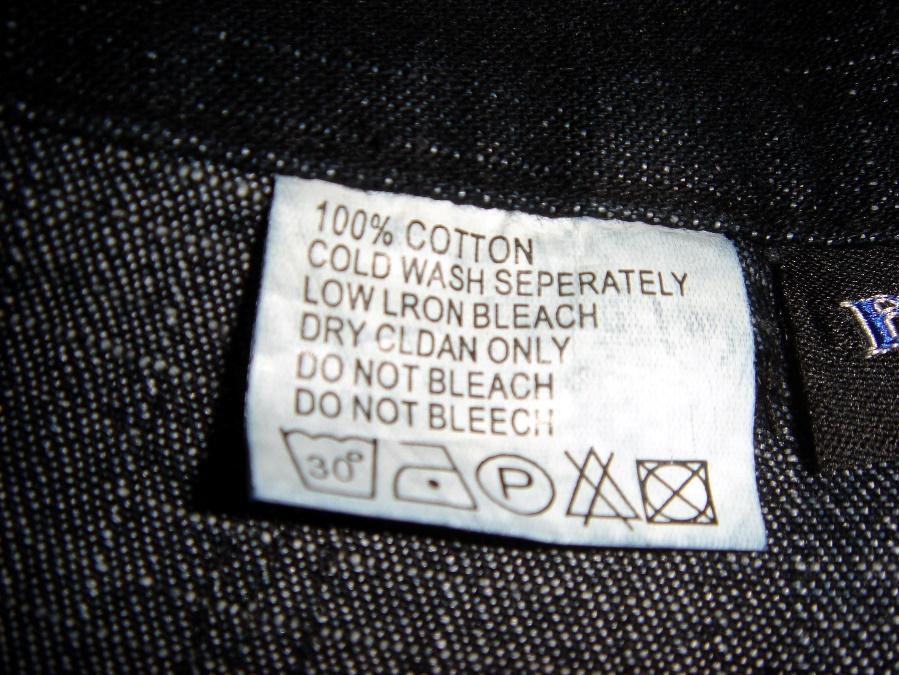 100% COTTON
COLD WASH SEPERATELY
LOW LRON BLEACH
DRY CLDAN ONLY
DO NOT BLEACH
DO NOT BLEECH
30°
P